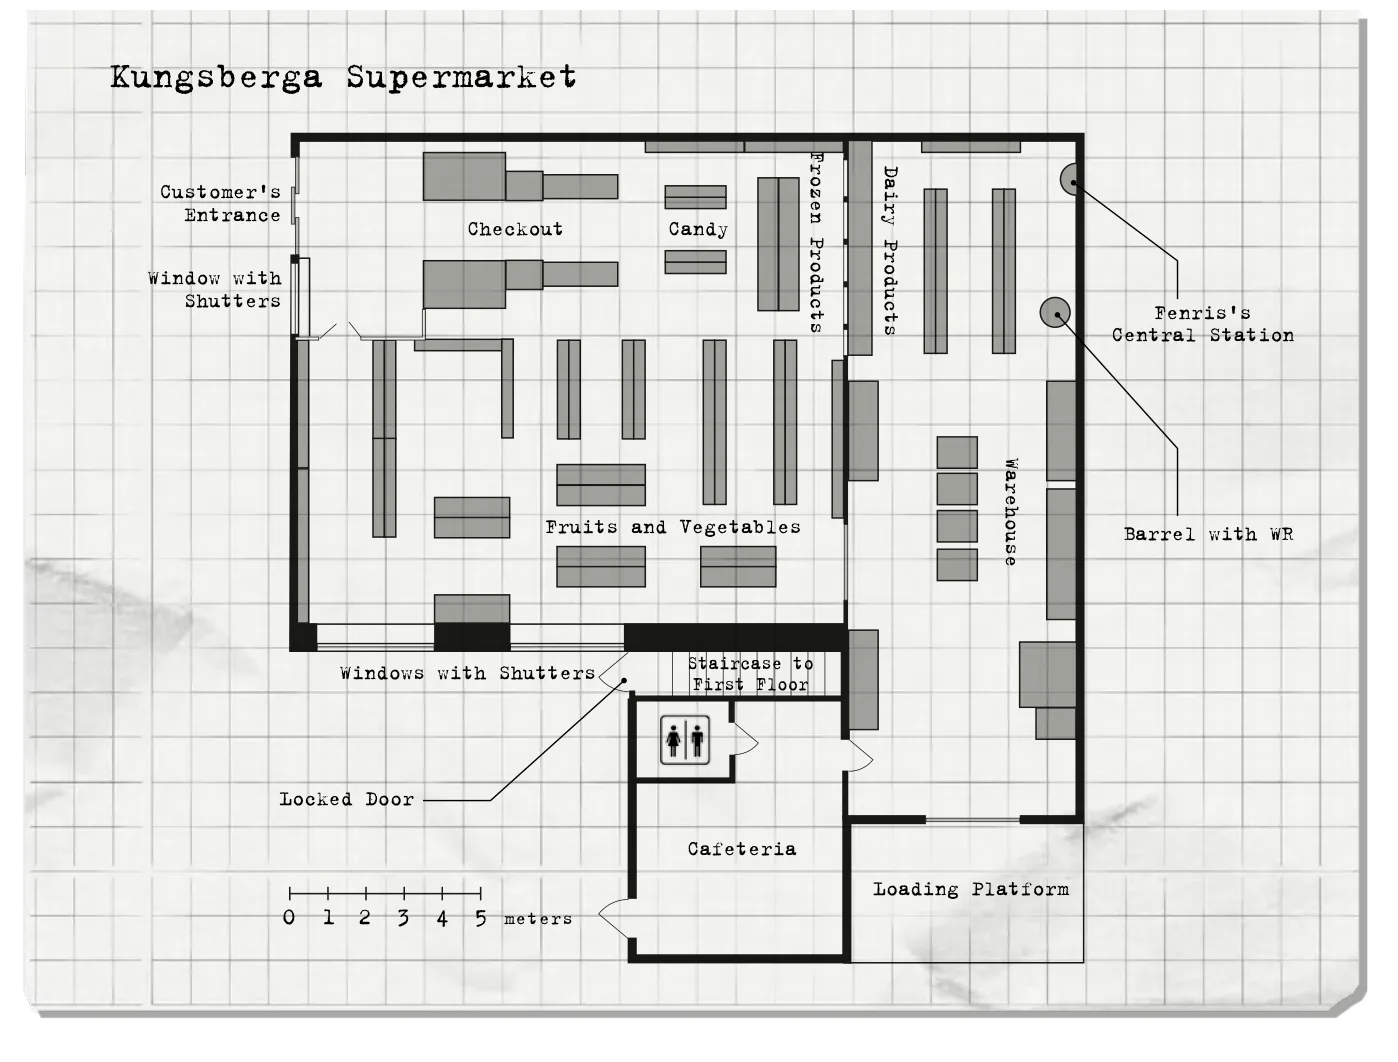 Kungsberga Supermarket
Customer's
Entrance
Window with
Shutters
Checkout
Candy
Frozen Products
Dairy Products
Fenris's
Central Station
Warehouse
Barrel with WR
Fruits and Vegetables
Windows with Shutters
Staircase to
First Floor
Locked Door
Cafeteria
Loading Platform
0 1 2 3 4 5 meters